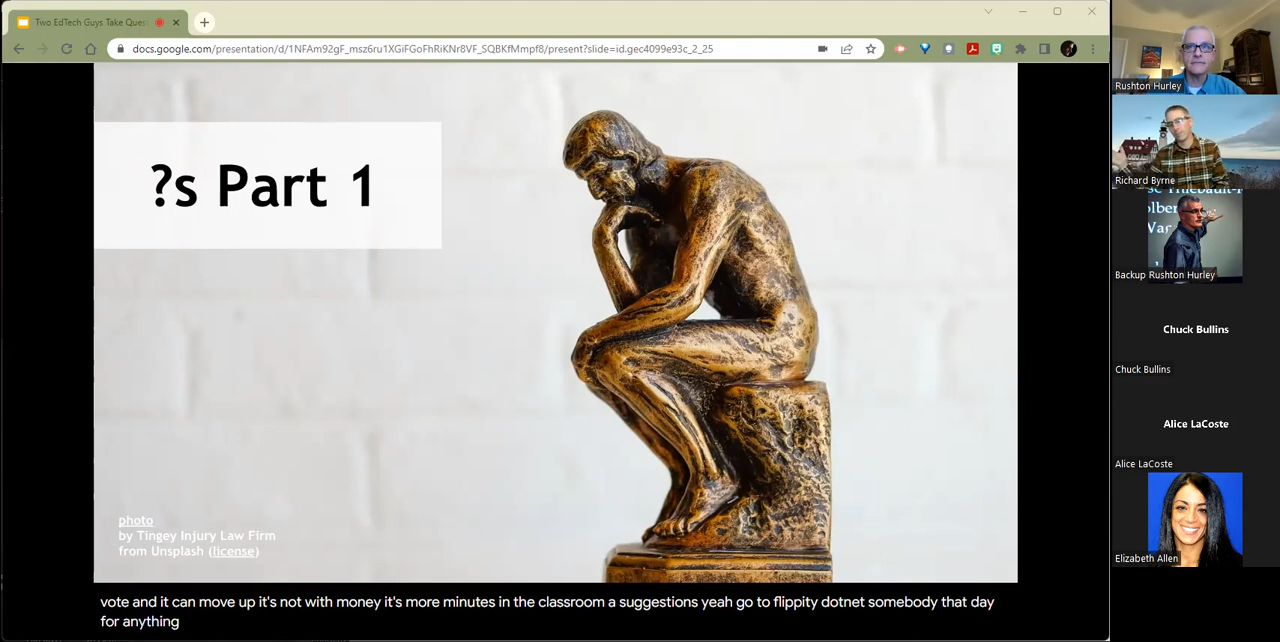 Two EdTech Guys Take Ques
docs.google.com/presentation/d/1NFAm92gF_msz6ru1XGiFGoFhRiKNr8VF_SQBKfMmpf8/present?slide=id.gec4099e93c_2_25
?s Part 1
photo
by Tingey Injury Law Firm
from Unsplash (license)
vote and it can move up it's not with money it's more minutes in the classroom a suggestions yeah go to flippity dotnet somebody that day
for anything
Rushton Hurley
Richard Byrne
Backup Rushton Hurley
Chuck Bullins
Chuck Bullins
Alice LaCoste
Alice LaCoste
Elizabeth Allen